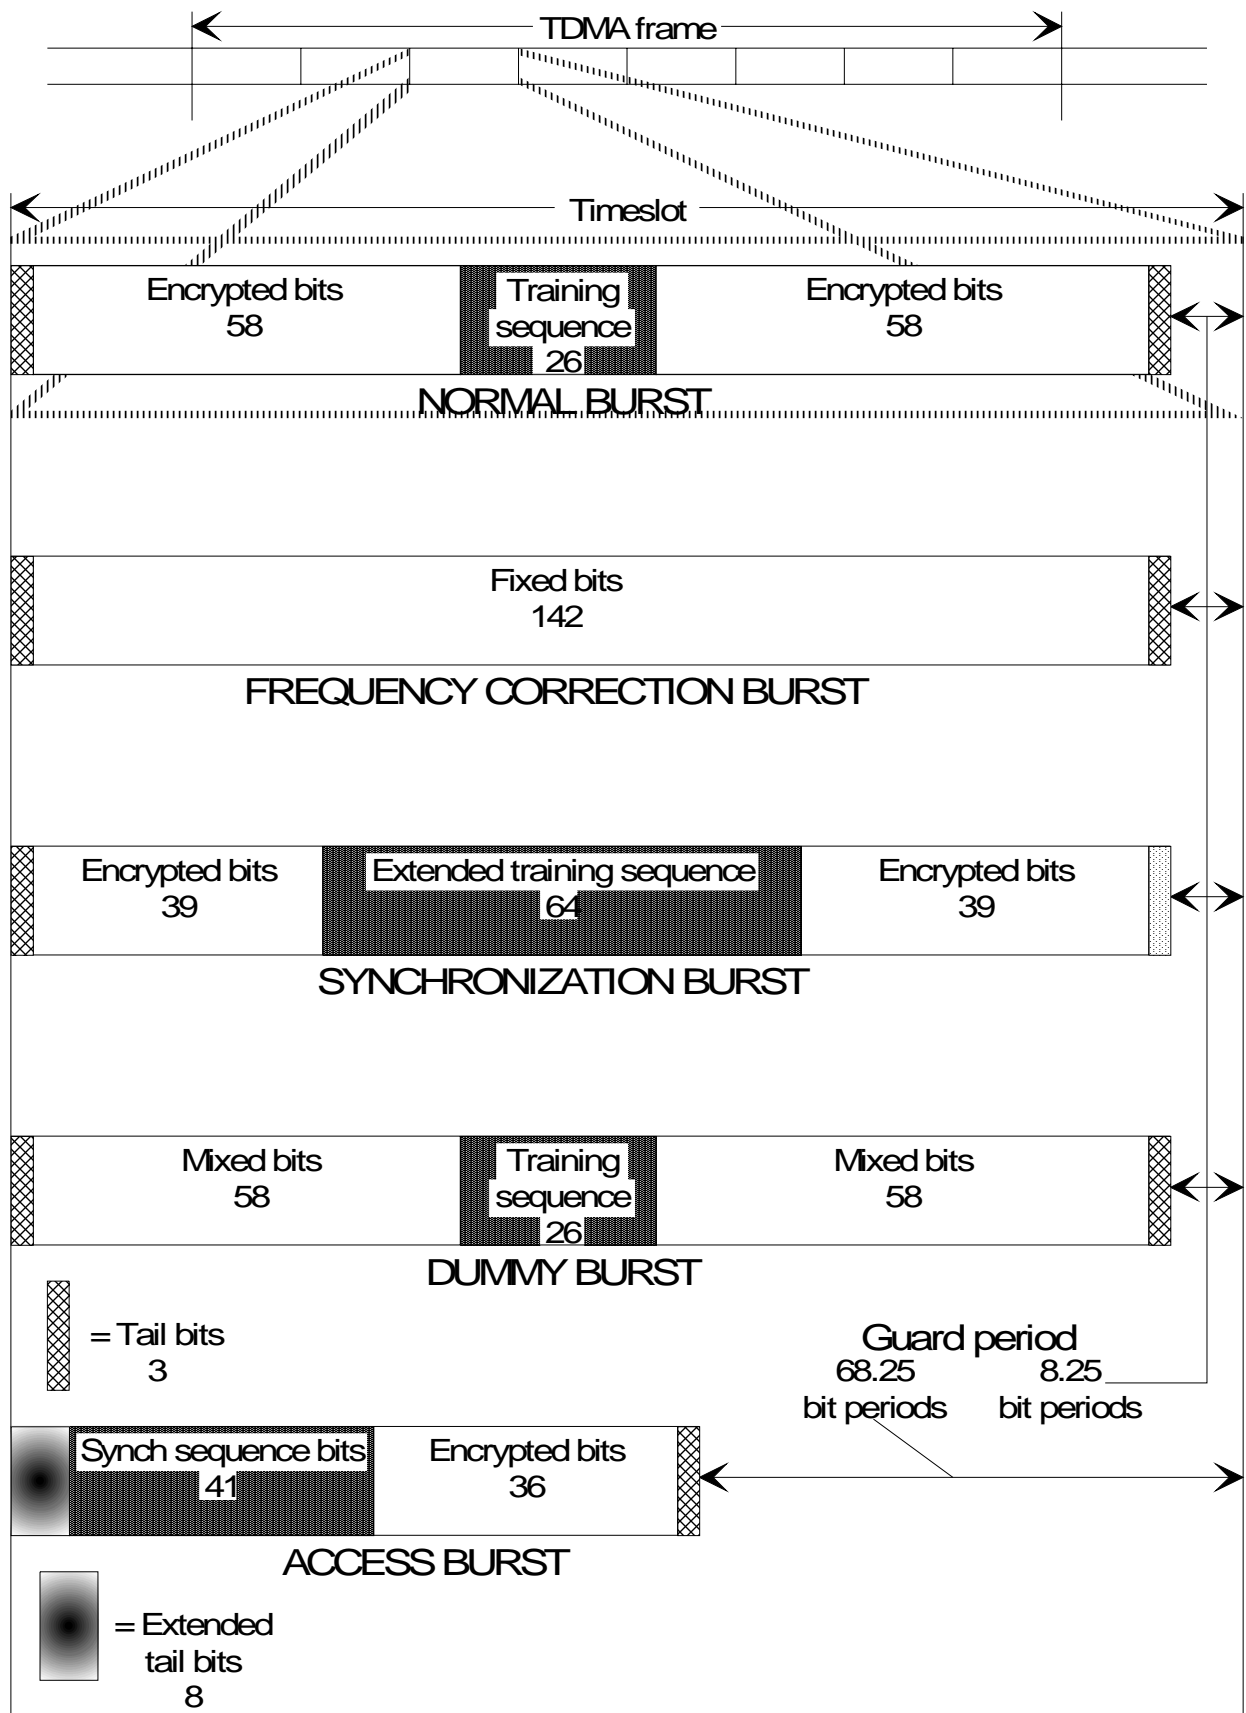 TDMA frame
Timeslot
Encrypted bits
58
Training
sequence
26
Encrypted bits
58
NORMAL BURST
Fixed bits
142
FREQUENCY CORRECTION BURST
Encrypted bits
39
Extended training sequence
64
Encrypted bits
39
SYNCHRONIZATION BURST
Mixed bits
58
Training
sequence
26
Mixed bits
58
DUMMY BURST
= Tail bits
3
Guard period
68.25
bit periods
8.25
bit periods
Synch sequence bits
41
Encrypted bits
36
ACCESS BURST
= Extended
tail bits
8